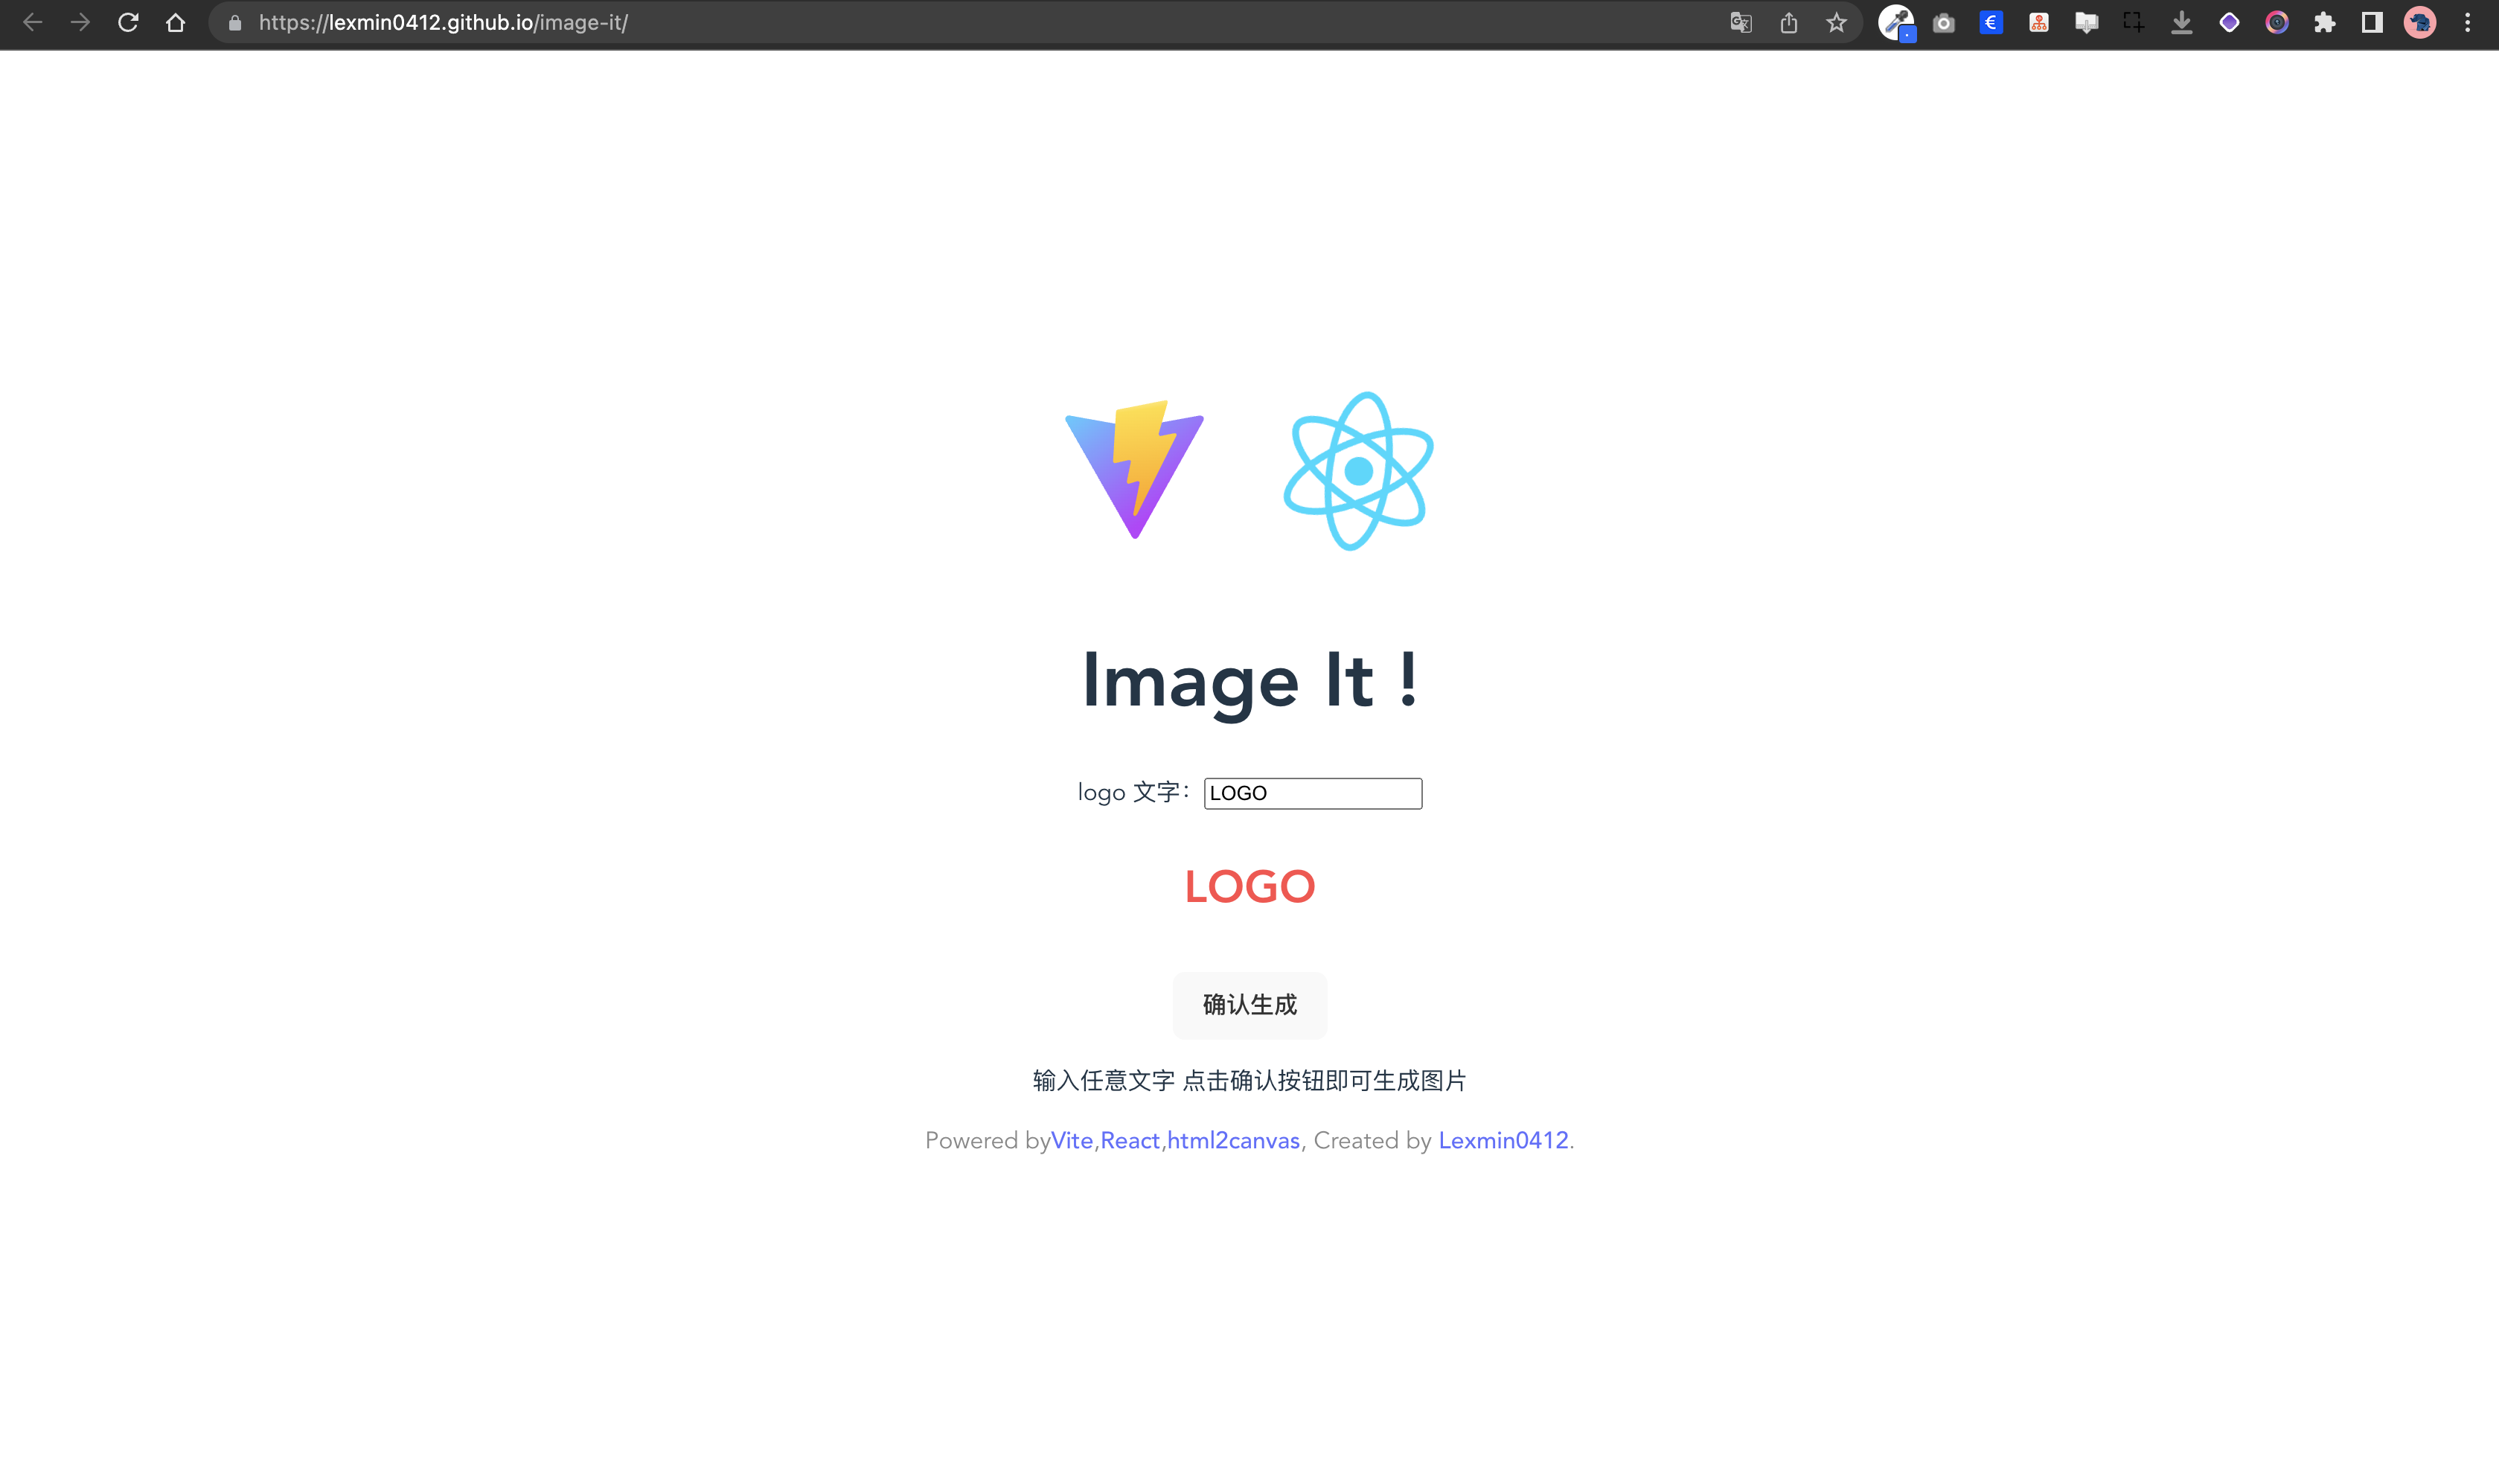 https://lexmin0412.github.io/image-it/
Image It !
logo 文字：
LOGO
LOGO
确认生成
输入任意文字 点击确认按钮即可生成图片
Powered byVite,React,html2canvas, Created by Lexmin0412.